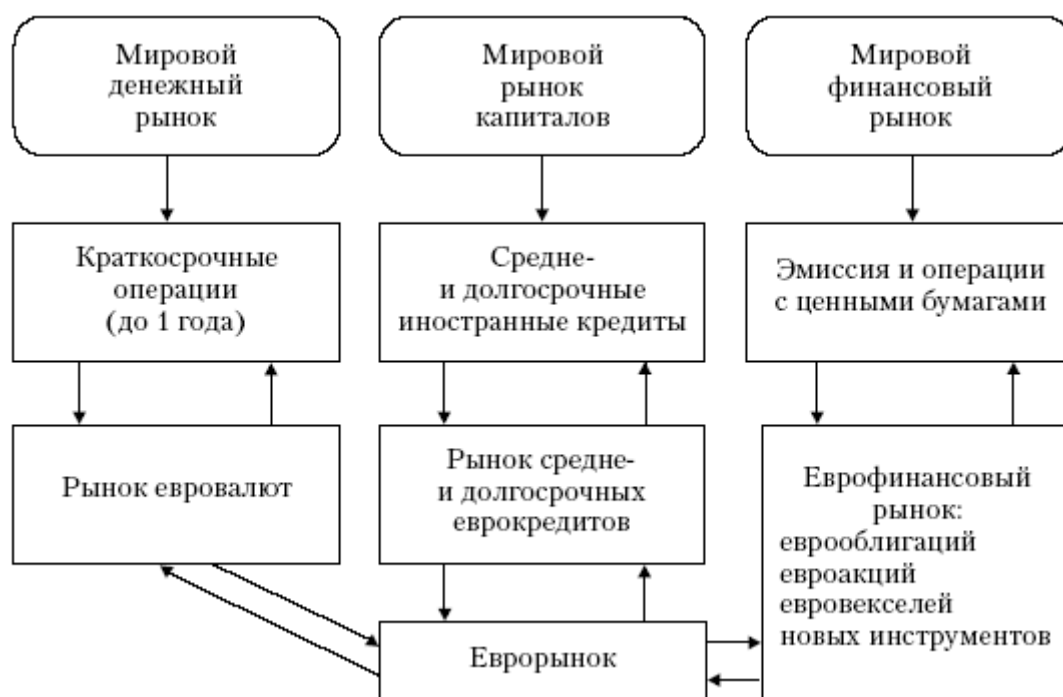 Мировой
денежный
рынок
Мировой
рынок
капиталов
Мировой
финансовый
рынок
Краткосрочные
операции
(до 1 года)
Средне-
и долгосрочные
иностранные кредиты
Эмиссия и операции
с ценными бумагами
Рынок евровалют
Рынок средне-
и долгосрочных
еврокредитов
Еврофинансовый
рынок:
еврооблигаций
евроакций
евровекселей
новых инструментов
Еврорынок